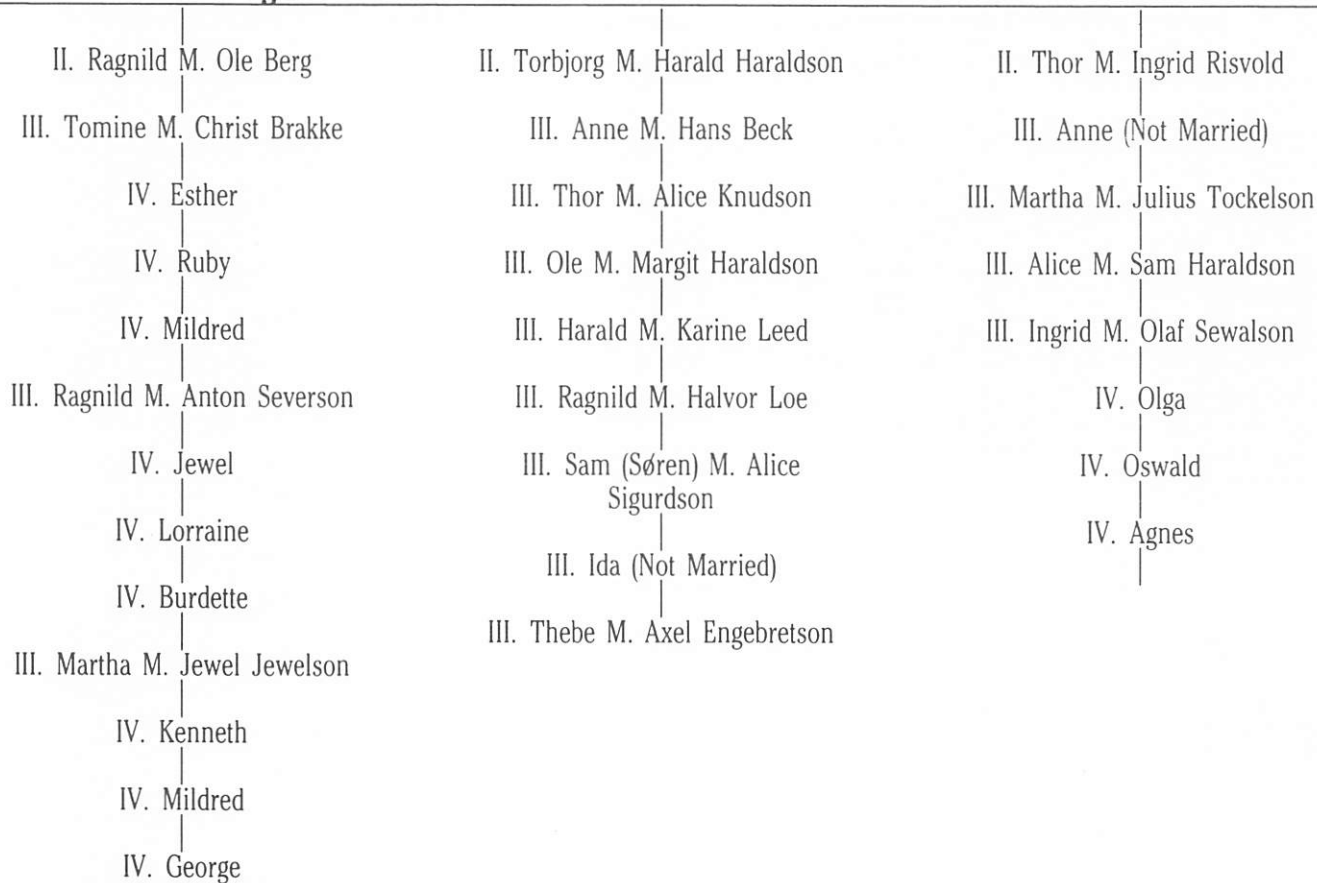 II. Ragnild M. Ole Berg
III. Tomine M. Christ Brakke
IV. Esther
IV. Ruby
IV. Mildred
III. Ragnild M. Anton Severson
IV. Jewel
IV. Lorraine
IV. Burdette
III. Martha M. Jewel Jewelson
IV. Kenneth
IV. Mildred
IV. George
II. Torbjorg M. Harald Haraldson
III. Anne M. Hans Beck
III. Thor M. Alice Knudson
III. Ole M. Margit Haraldson
III. Harald M. Karine Leed
III. Ragnild M. Halvor Loe
III. Sam (Søren) M. Alice
Sigurdson
III. Ida (Not Married)
III. Thebe M. Axel Engebretson
II. Thor M. Ingrid Risvold
III. Anne (Not Married)
III. Martha M. Julius Tockelson
III. Alice M. Sam Haraldson
III. Ingrid M. Olaf Sewalson
IV. Olga
IV. Oswald
IV. Agnes